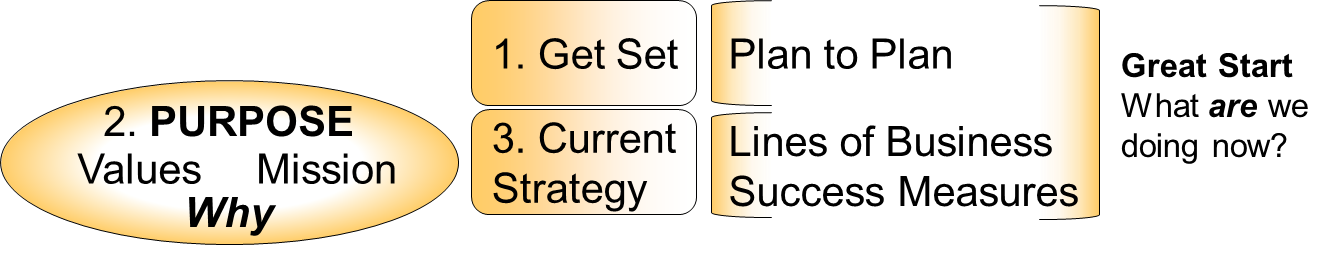 2. PURPOSE
Values Mission
Why
1. Get Set
Plan to Plan
3. Current
Strategy
Lines of Business
Success Measures
Great Start
What are we
doing now?